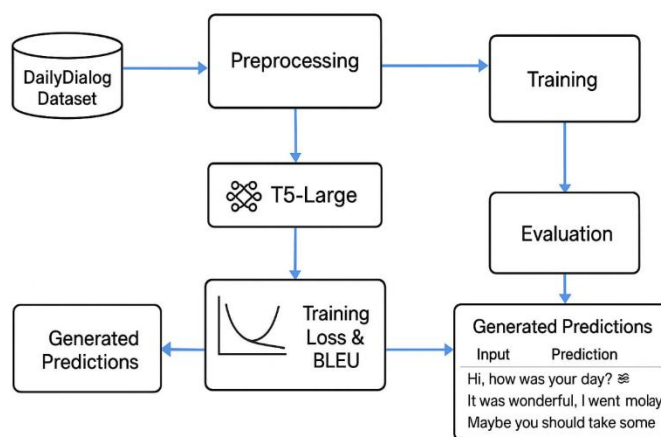 DailyDialog
Dataset
Preprocessing
Training
T5-Large
Evaluation
Generated
Predictions
Training
Loss &
BLEU
Generated Predictions
Input Prediction
Hi, how was your day?
It was wonderful, I went molay
Maybe you should take some